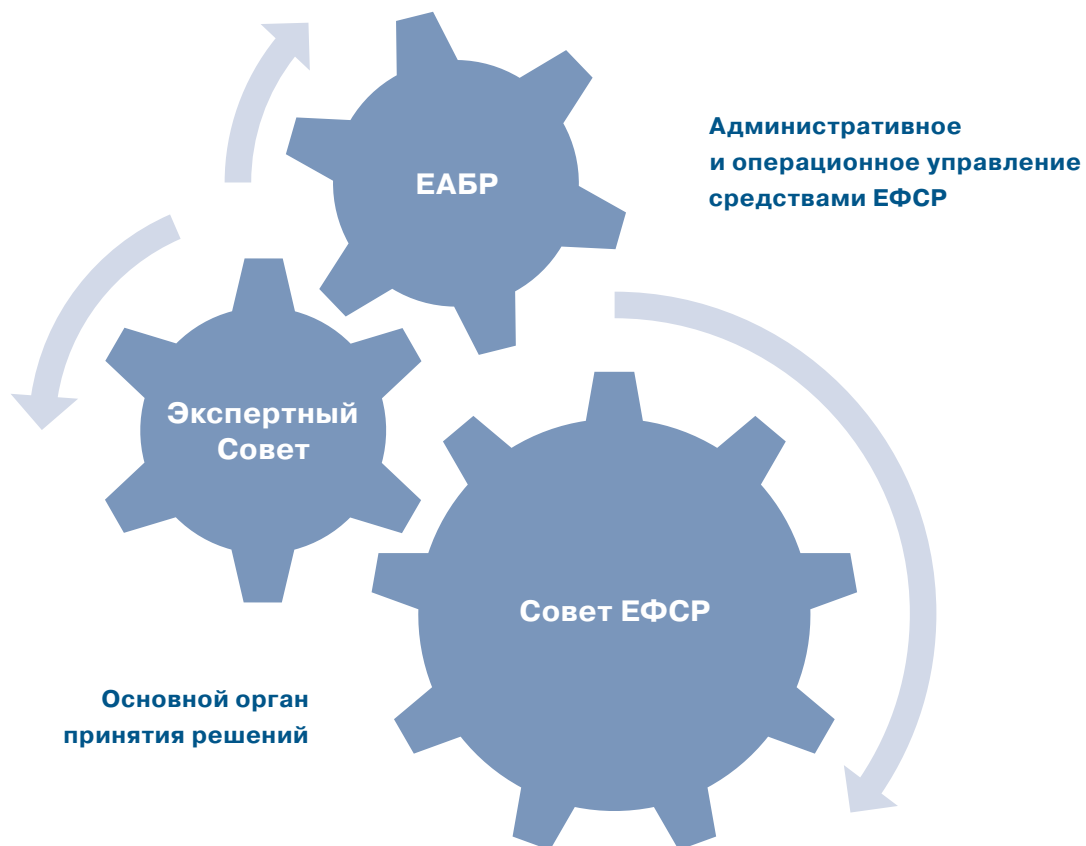 Административное
и операционное управление
средствами ЕФСР
ЕАБР
Экспертный
Совет
Совет ЕФСР
Основной орган
принятия решений